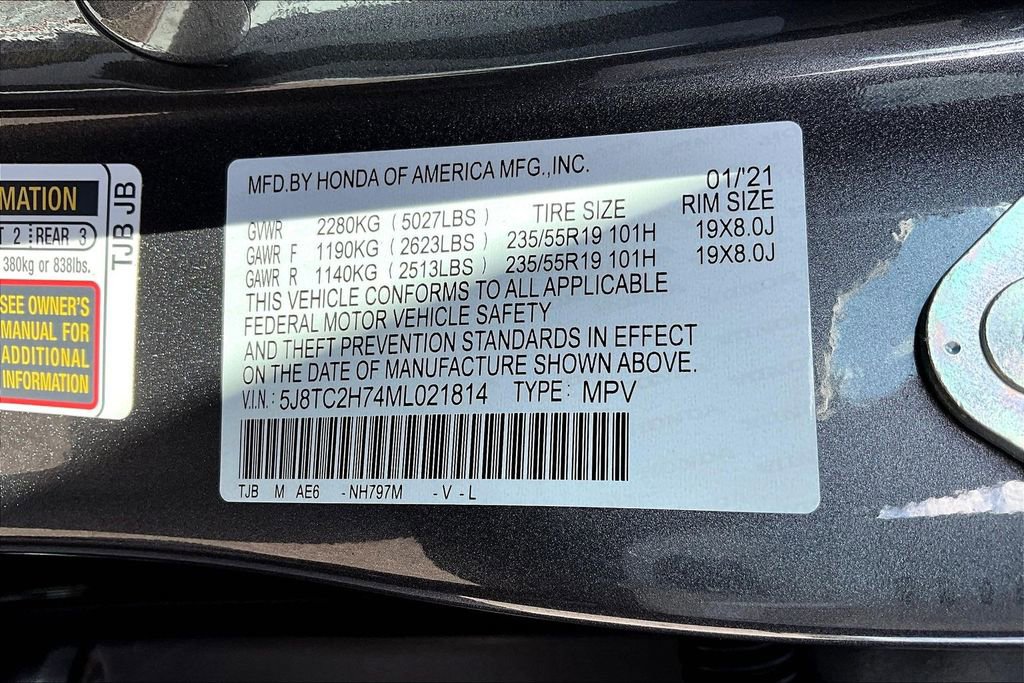 MATION
T 2 REAR 3
380kg or 838lbs.
SEE OWNER'S
MANUAL FOR
ADDITIONAL
INFORMATION
TJB JB
MFD.BY HONDA OF AMERICA MFG.,INC. 01/'21
GVWR 2280KG (5027LBS) TIRE SIZE RIM SIZE
GAWR F 1190KG (2623LBS) 235/55R19 101H 19X8.0J
GAWR R 1140KG (2513LBS) 235/55R19 101H 19X8.0J
THIS VEHICLE CONFORMS TO ALL APPLICABLE
FEDERAL MOTOR VEHICLE SAFETY
AND THEFT PREVENTION STANDARDS IN EFFECT
ON THE DATE OF MANUFACTURE SHOWN ABOVE.
V.I.N.: 5J8TC2H74ML021814 TYPE: MPV
TJB M AE6 -NH797M -V -L